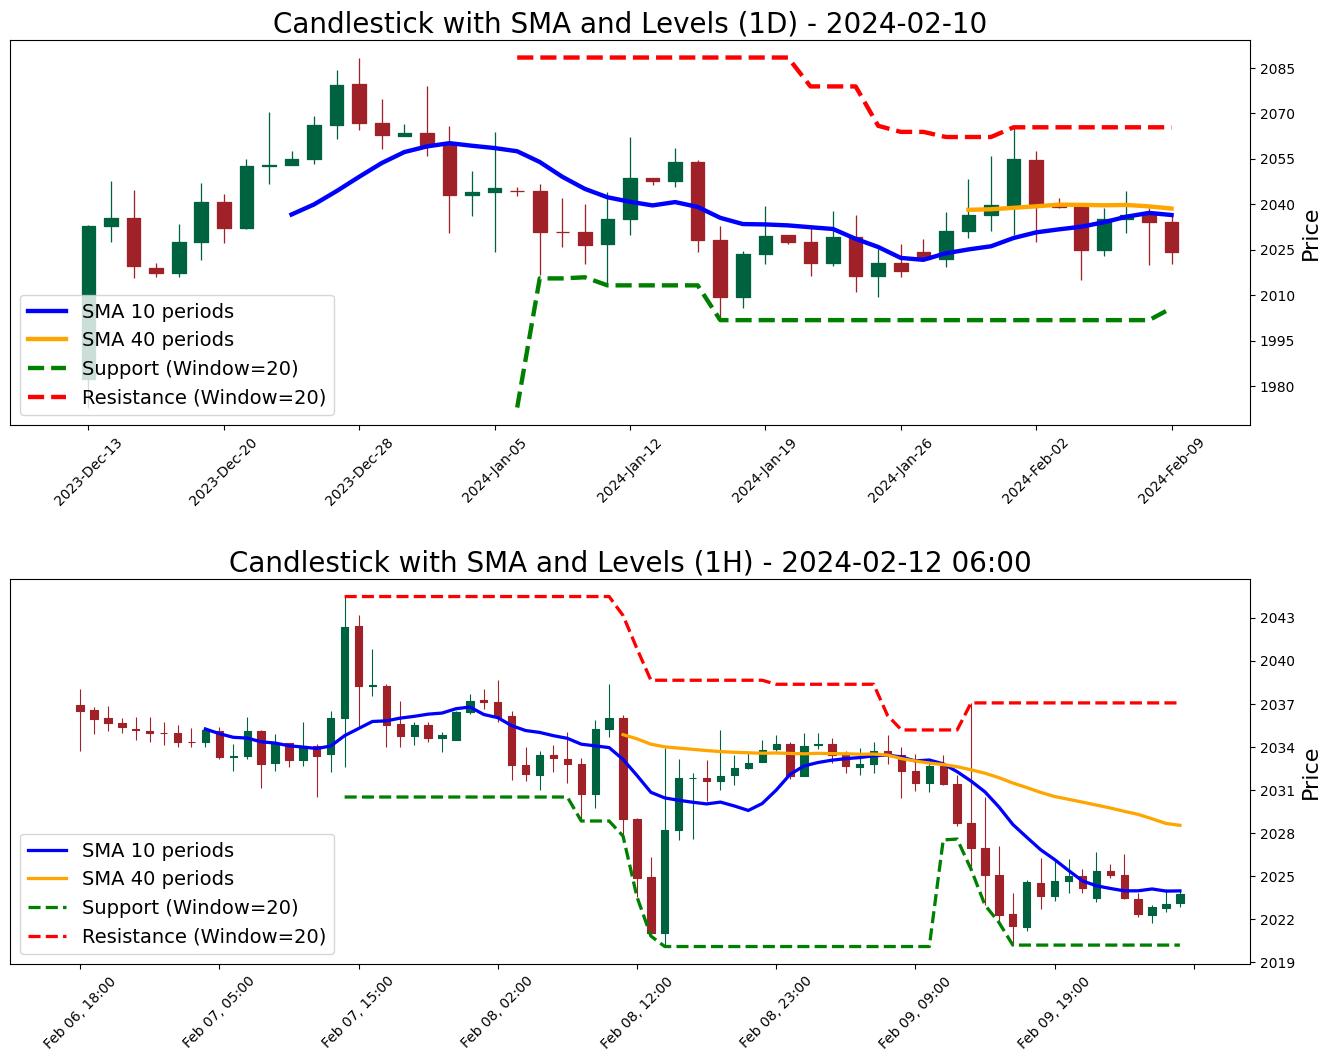 Candlestick with SMA and Levels (1D) - 2024-02-10
2085
2070
2055
2040
2025
2010
1995
1980
Price
SMA 10 periods
SMA 40 periods
Support (Window=20)
Resistance (Window=20)
2023-Dec-13
2023-Dec-20
2023-Dec-28
2024-Jan-05
2024-Jan-12
2024-Jan-19
2024-Jan-26
2024-Feb-02
2024-Feb-09
Candlestick with SMA and Levels (1H) - 2024-02-12 06:00
2043
2040
2037
2034
2031
2028
2025
2022
2019
Price
SMA 10 periods
SMA 40 periods
Support (Window=20)
Resistance (Window=20)
Feb 06, 18:00
Feb 07, 05:00
Feb 07, 15:00
Feb 08, 02:00
Feb 08, 12:00
Feb 08, 23:00
Feb 09, 09:00
Feb 09, 19:00